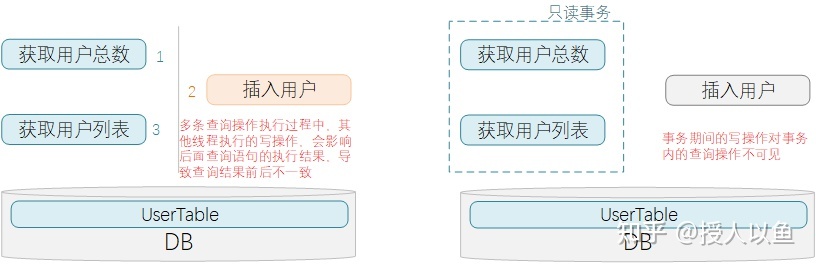 获取用户总数
1
2
插入用户
获取用户列表
3
多条查询操作执行过程中，其
他线程执行的写操作，会影响
后面查询语句的执行结果，导
致查询结果前后不一致
UserTable
DB
只读事务
获取用户总数
插入用户
获取用户列表
事务期间的写操作对事务
内的查询操作不可见
UserTable
DB
知乎 @授人以鱼